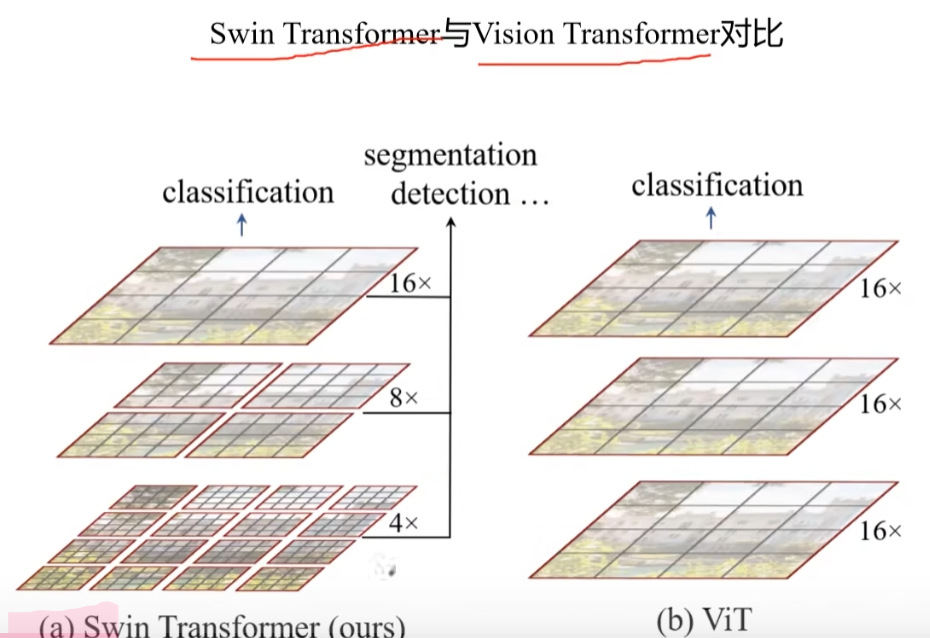 Swin Transformer与Vision Transformer对比
segmentation
classification
detection …
classification
16×
16×
8×
16×
4×
16×
(a) Swin Transformer (ours)
(b) ViT